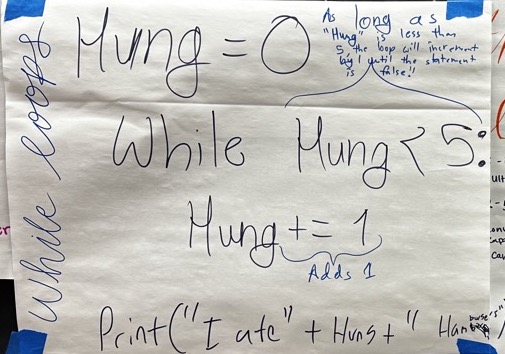 while loops
Hung = 0
As long as
"Hung" is less than
5, the loop will increment
by 1 until the statement
is false!!
While Hung < 5:
Hung += 1
Adds 1
Print("I ate" + Hung + "